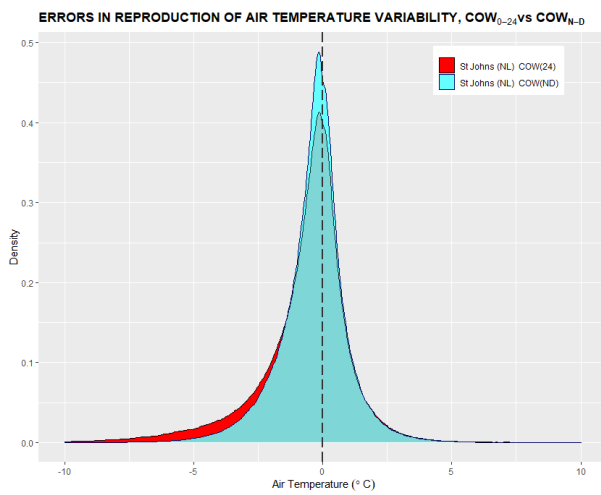 ERRORS IN REPRODUCTION OF AIR TEMPERATURE VARIABILITY, COW0–24vs COWN–D
St Johns (NL) COW(24)
St Johns (NL) COW(ND)
0.5
0.4
0.3
0.2
0.1
0.0
Density
-10
-5
0
5
10
Air Temperature (° C)